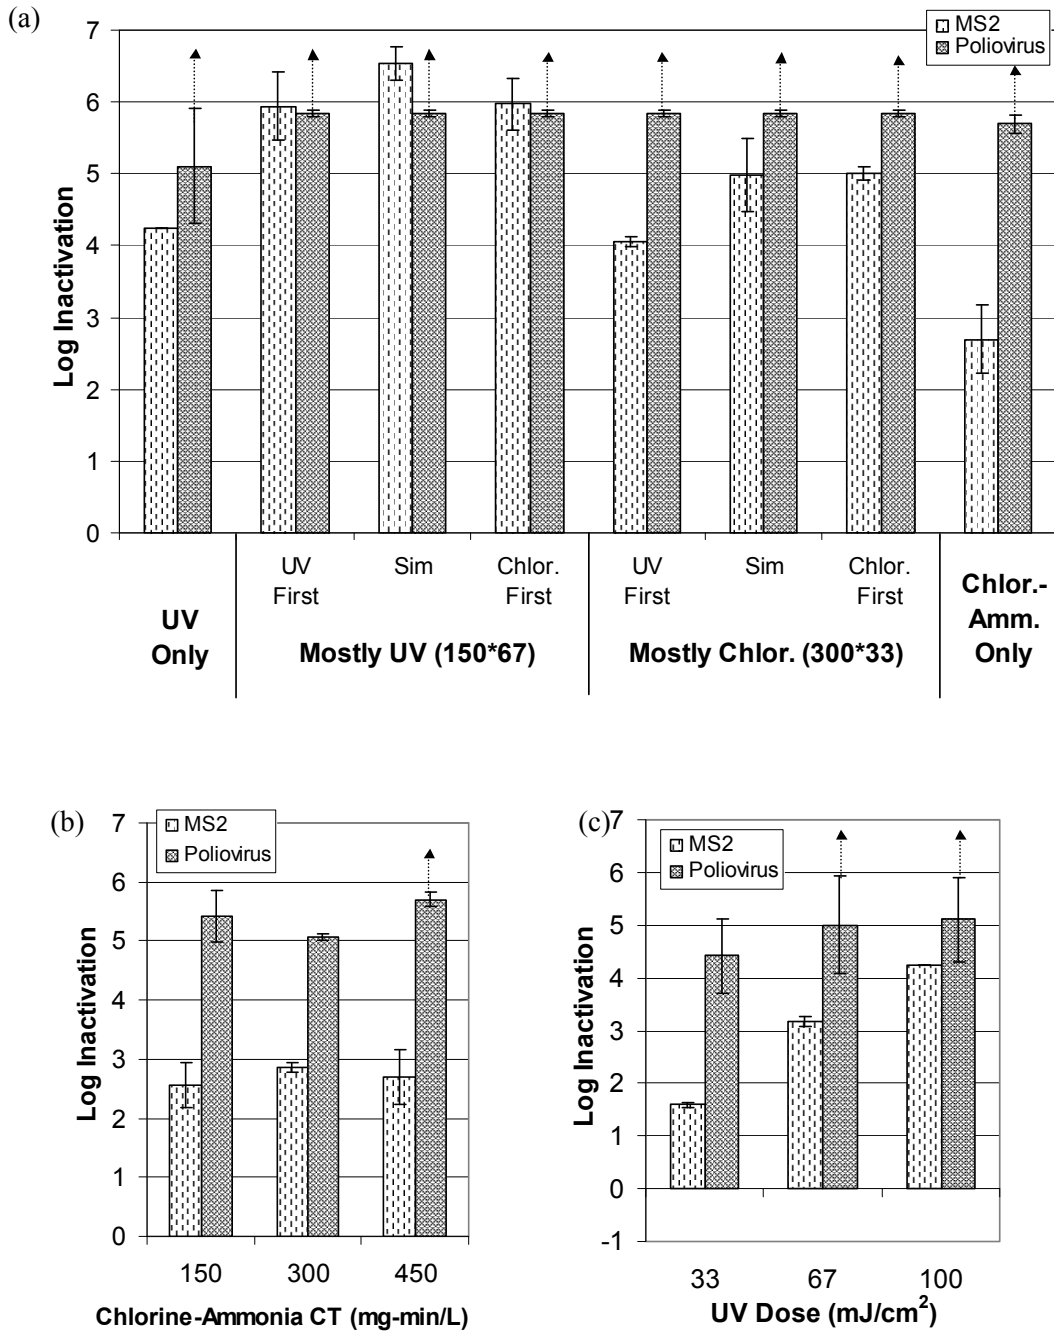 (a)
7
6
5
4
3
2
1
0
Log Inactivation
MS2
Poliovirus
UV First
Sim
Chlor. First
UV First
Sim
Chlor. First
UV Only
Mostly UV (150*67)
Mostly Chlor. (300*33)
Chlor.-Amm. Only
(b)
7
6
5
4
3
2
1
0
Log Inactivation
MS2
Poliovirus
150 300 450
Chlorine-Ammonia CT (mg-min/L)
(c)
7
6
5
4
3
2
1
0
-1
Log Inactivation
MS2
Poliovirus
33 67 100
UV Dose (mJ/cm²)